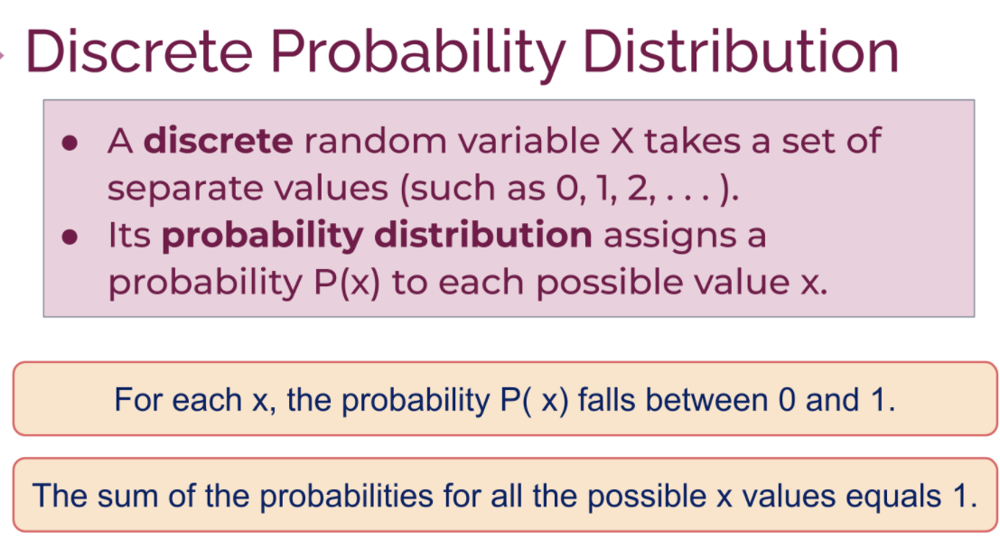 Discrete Probability Distribution
● A discrete random variable X takes a set of
separate values (such as 0, 1, 2, . . . ).
● Its probability distribution assigns a
probability P(x) to each possible value x.
For each x, the probability P( x) falls between 0 and 1.
The sum of the probabilities for all the possible x values equals 1.